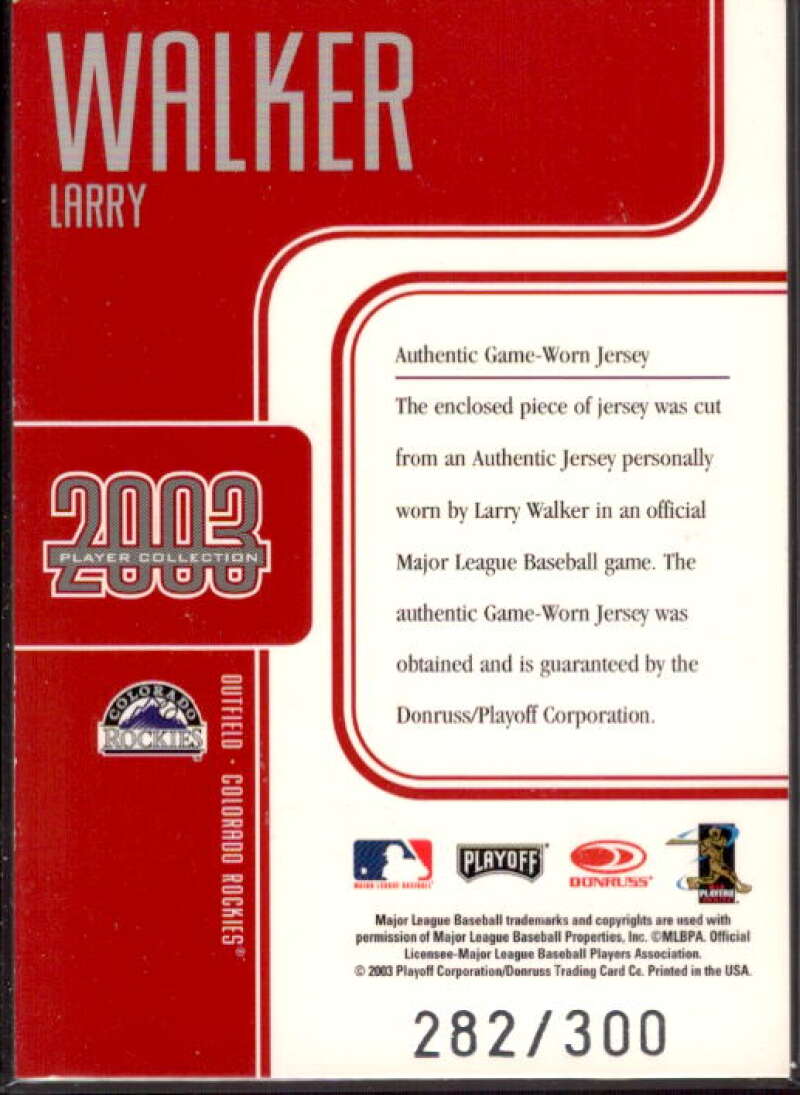 WALKER
LARRY
Authentic Game-Worn Jersey
The enclosed piece of jersey was cut
from an Authentic Jersey personally
worn by Larry Walker in an official
Major League Baseball game. The
authentic Game-Worn Jersey was
obtained and is guaranteed by the
Donruss/Playoff Corporation.
2003
PLAYER COLLECTION
COLORADO
ROCKIES
OUTFIELD · COLORADO ROCKIES®
MAJOR LEAGUE BASEBALL
PLAYOFF
DONRUSS
PLAYERS
Major League Baseball trademarks and copyrights are used with
permission of Major League Baseball Properties, Inc. ©MLBPA. Official
Licensee-Major League Baseball Players Association.
© 2003 Playoff Corporation/Donruss Trading Card Co. Printed in the USA.
282/300